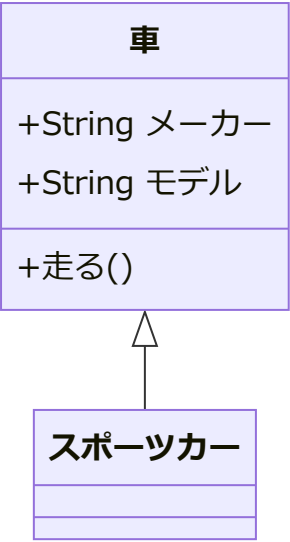 車
+String メーカー
+String モデル
+走る()
スポーツカー